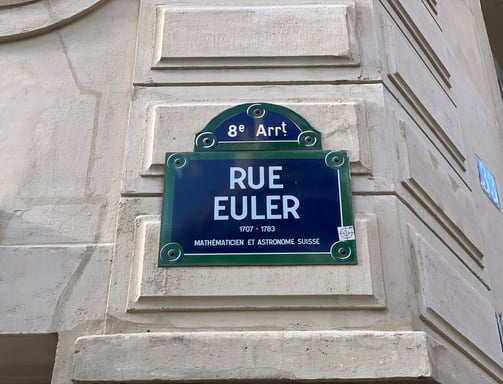 8e Arrt
RUE
EULER
1707 - 1783
MATHÉMATICIEN ET ASTRONOME SUISSE